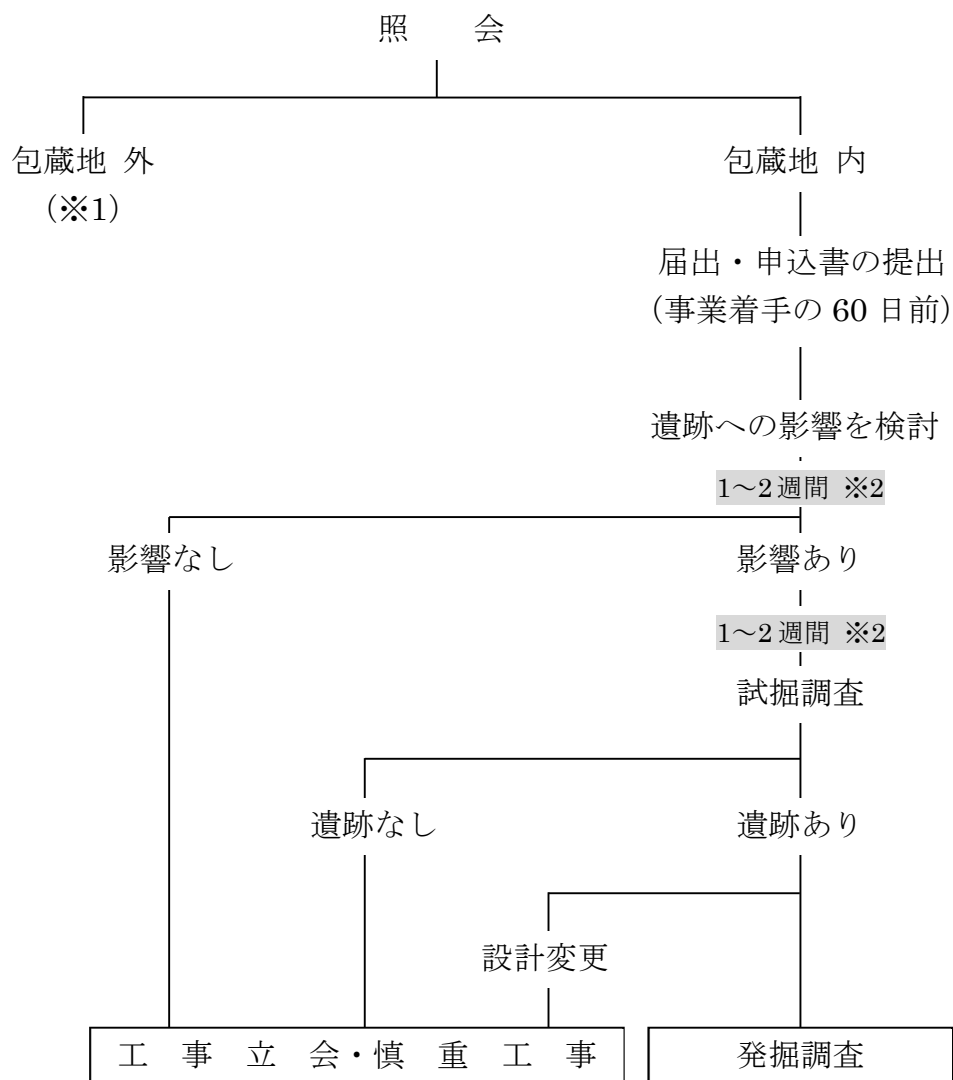 照 会
包蔵地 外
(※1)
包蔵地 内
届出・申込書の提出
(事業着手の 60 日前)
遺跡への影響を検討
1～2週間 ※2
影響なし
影響あり
1～2週間 ※2
試掘調査
遺跡なし
遺跡あり
設計変更
工 事 立 会・慎 重 工 事
発掘調査